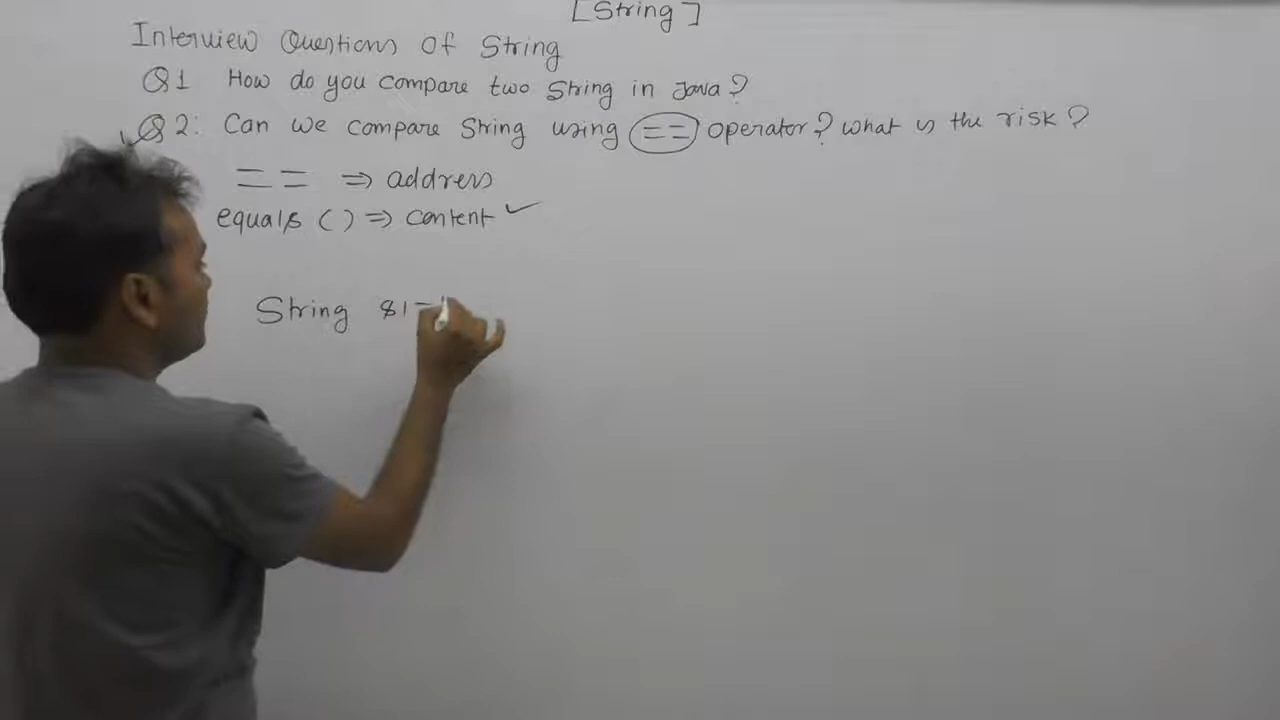 [String]
Interview Questions of String
Q1 How do you compare two String in Java?
Q2: Can we compare String using == operator? what is the risk?
== ⇒ address
equals () ⇒ content ✓
String s1 =